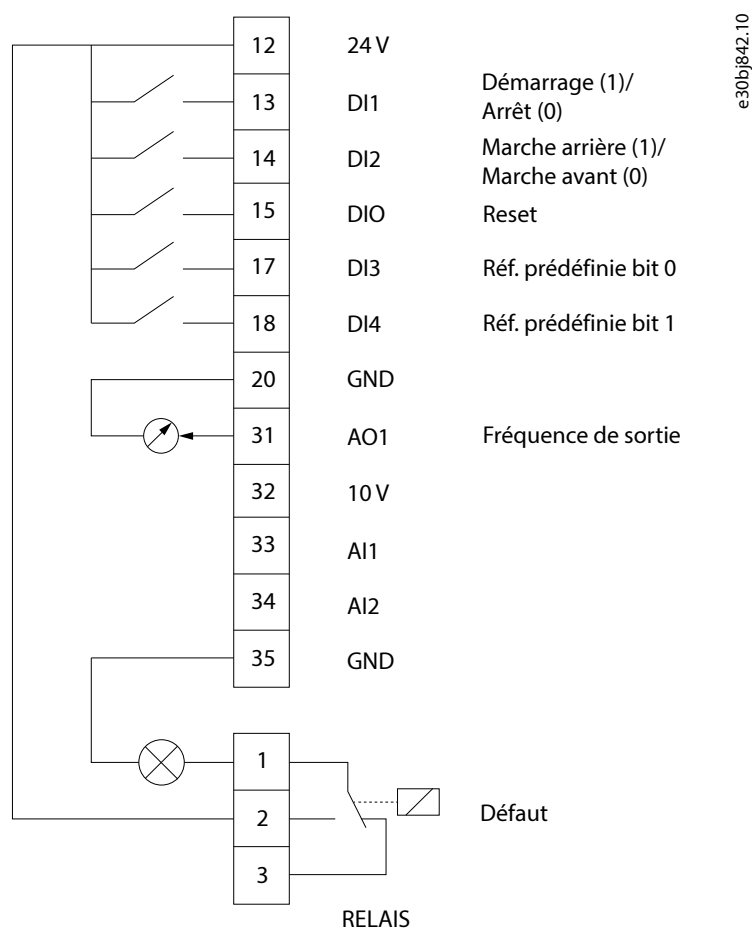 e30bj842.10
12 24 V
13 DI1 Démarrage (1)/
Arrêt (0)
14 DI2 Marche arrière (1)/
Marche avant (0)
15 DIO Reset
17 DI3 Réf. prédéfinie bit 0
18 DI4 Réf. prédéfinie bit 1
20 GND
31 AO1 Fréquence de sortie
32 10 V
33 AI1
34 AI2
35 GND
1
2 Défaut
3
RELAIS